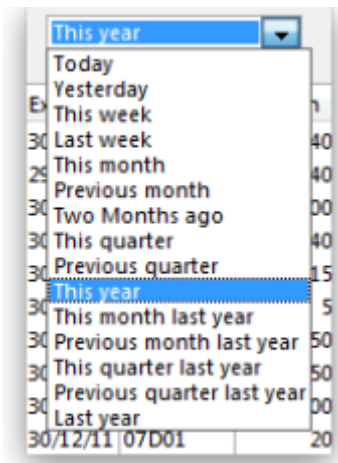 This year
Today
Yesterday
This week
Last week
This month
Previous month
Two Months ago
This quarter
Previous quarter
This year
This month last year
Previous month last year
This quarter last year
Previous quarter last year
Last year
30/12/11 07D01 20